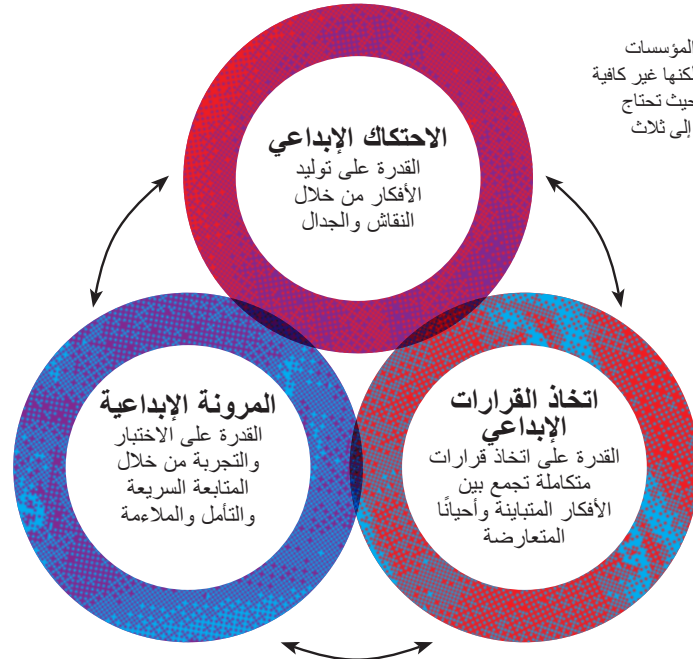 المؤسسات
لكنها غير كافية
حيث تحتاج
إلى ثلاث
الاحتكاك الإبداعي
القدرة على توليد
الأفكار من خلال
النقاش والجدال
اتخاذ القرارات
الإبداعي
القدرة على اتخاذ قرارات
متكاملة تجمع بين
الأفكار المتباينة وأحيانًا
المتعارضة
المرونة الإبداعية
القدرة على الاختبار
والتجربة من خلال
المتابعة السريعة
والتأمل والملاءمة